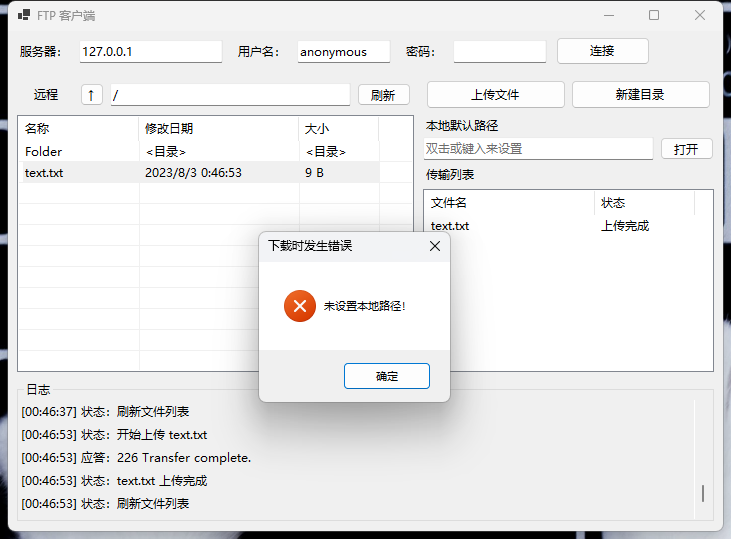 FTP 客户端
服务器： 127.0.0.1 用户名： anonymous 密码： 连接
远程 ↑ / 刷新 上传文件 新建目录
名称 修改日期 大小
Folder <目录> <目录>
text.txt 2023/8/3 0:46:53 9 B
本地默认路径
双击或键入来设置 打开
传输列表
文件名 状态
text.txt 上传完成
下载时发生错误
未设置本地路径！
确定
日志
[00:46:37] 状态：刷新文件列表
[00:46:53] 状态：开始上传 text.txt
[00:46:53] 应答：226 Transfer complete.
[00:46:53] 状态：text.txt 上传完成
[00:46:53] 状态：刷新文件列表